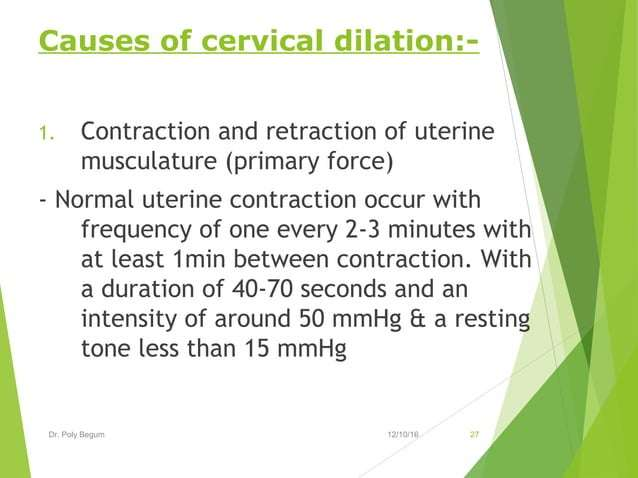 Causes of cervical dilation:-
1. Contraction and retraction of uterine
musculature (primary force)
- Normal uterine contraction occur with
frequency of one every 2-3 minutes with
at least 1min between contraction. With
a duration of 40-70 seconds and an
intensity of around 50 mmHg & a resting
tone less than 15 mmHg
Dr. Poly Begum 12/10/16 27